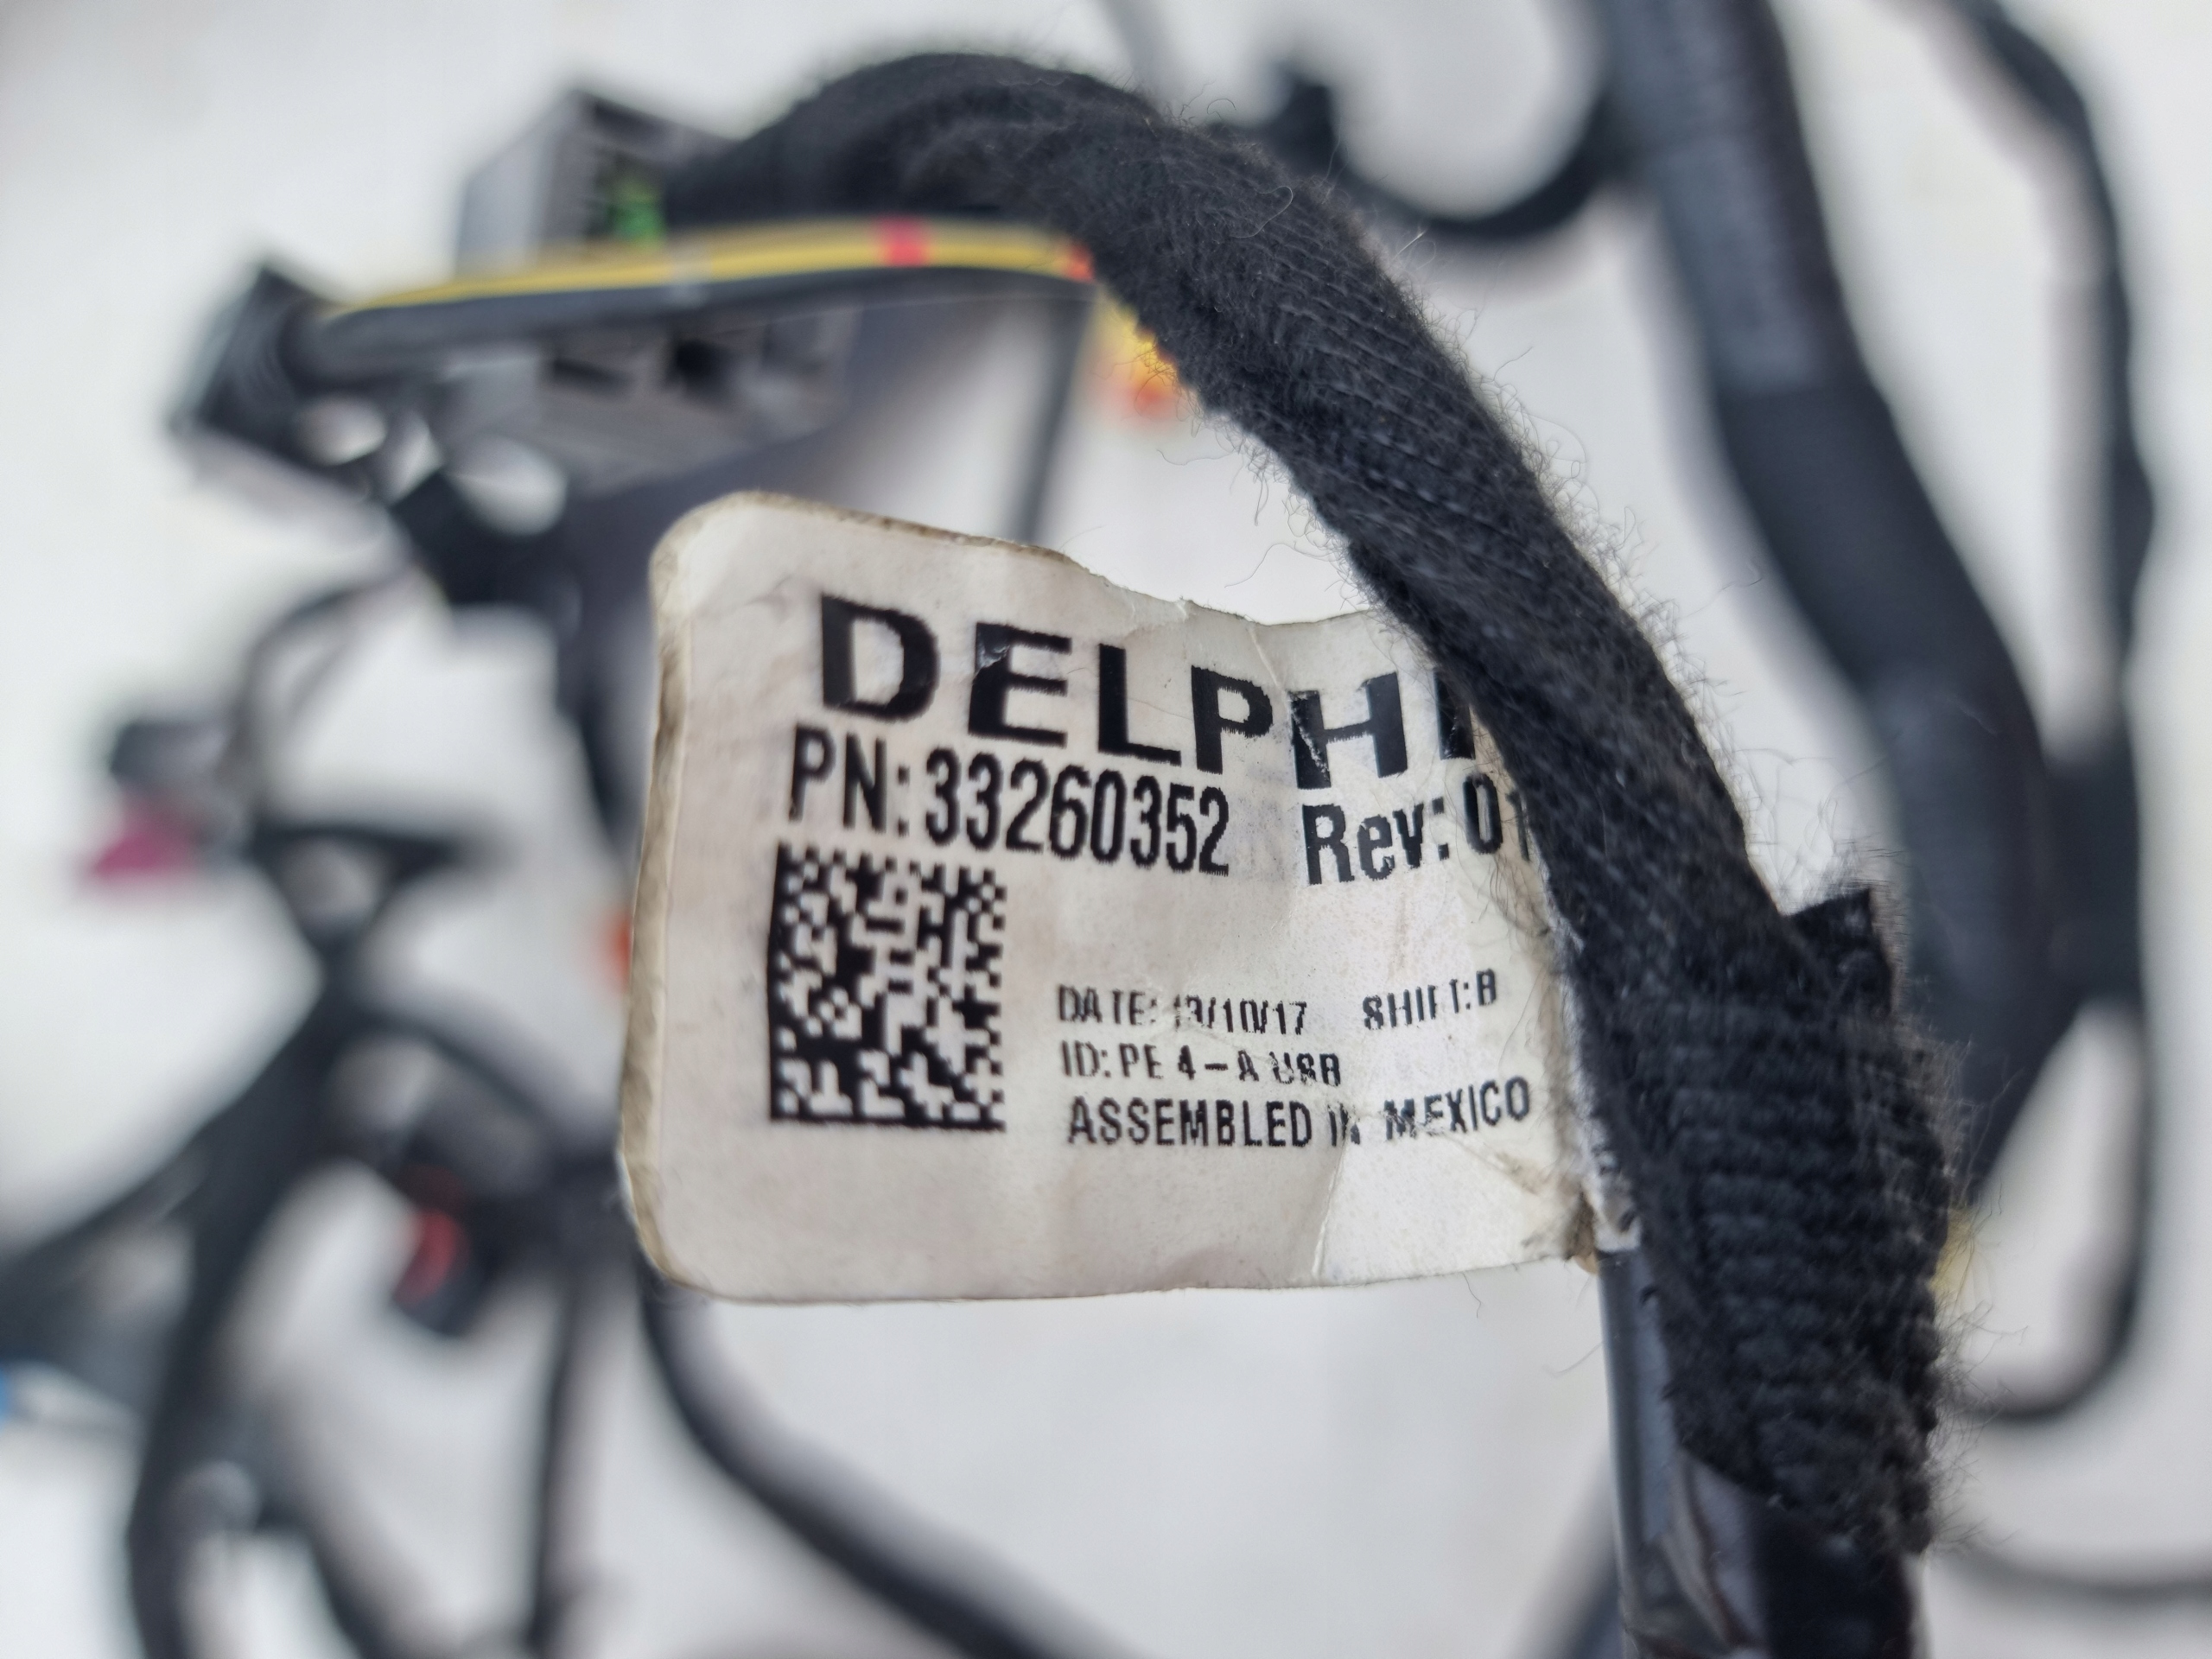 DELPHI
PN: 33260352 Rev: 01
DATE: 13/10/17 SHIFT: B
ID: PE 4-A USB
ASSEMBLED IN MEXICO